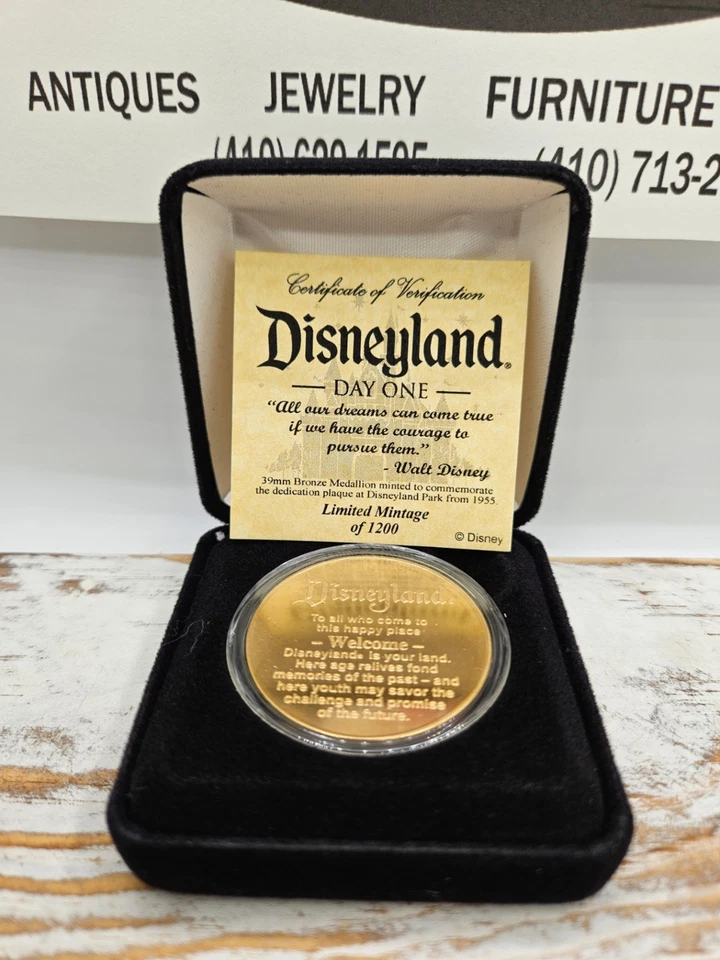 ANTIQUES JEWELRY FURNITURE
(410) 713-2
Certificate of Verification
Disneyland®
— DAY ONE —
“All our dreams can come true
if we have the courage to
pursue them.”
- Walt Disney
39mm Bronze Medallion minted to commemorate
the dedication plaque at Disneyland Park from 1955.
Limited Mintage
of 1200
© Disney
Disneyland®
To all who come to
this happy place
– Welcome –
Disneyland® is your land.
Here age relives fond
memories of the past – and
here youth may savor the
challenge and promise
of the future.